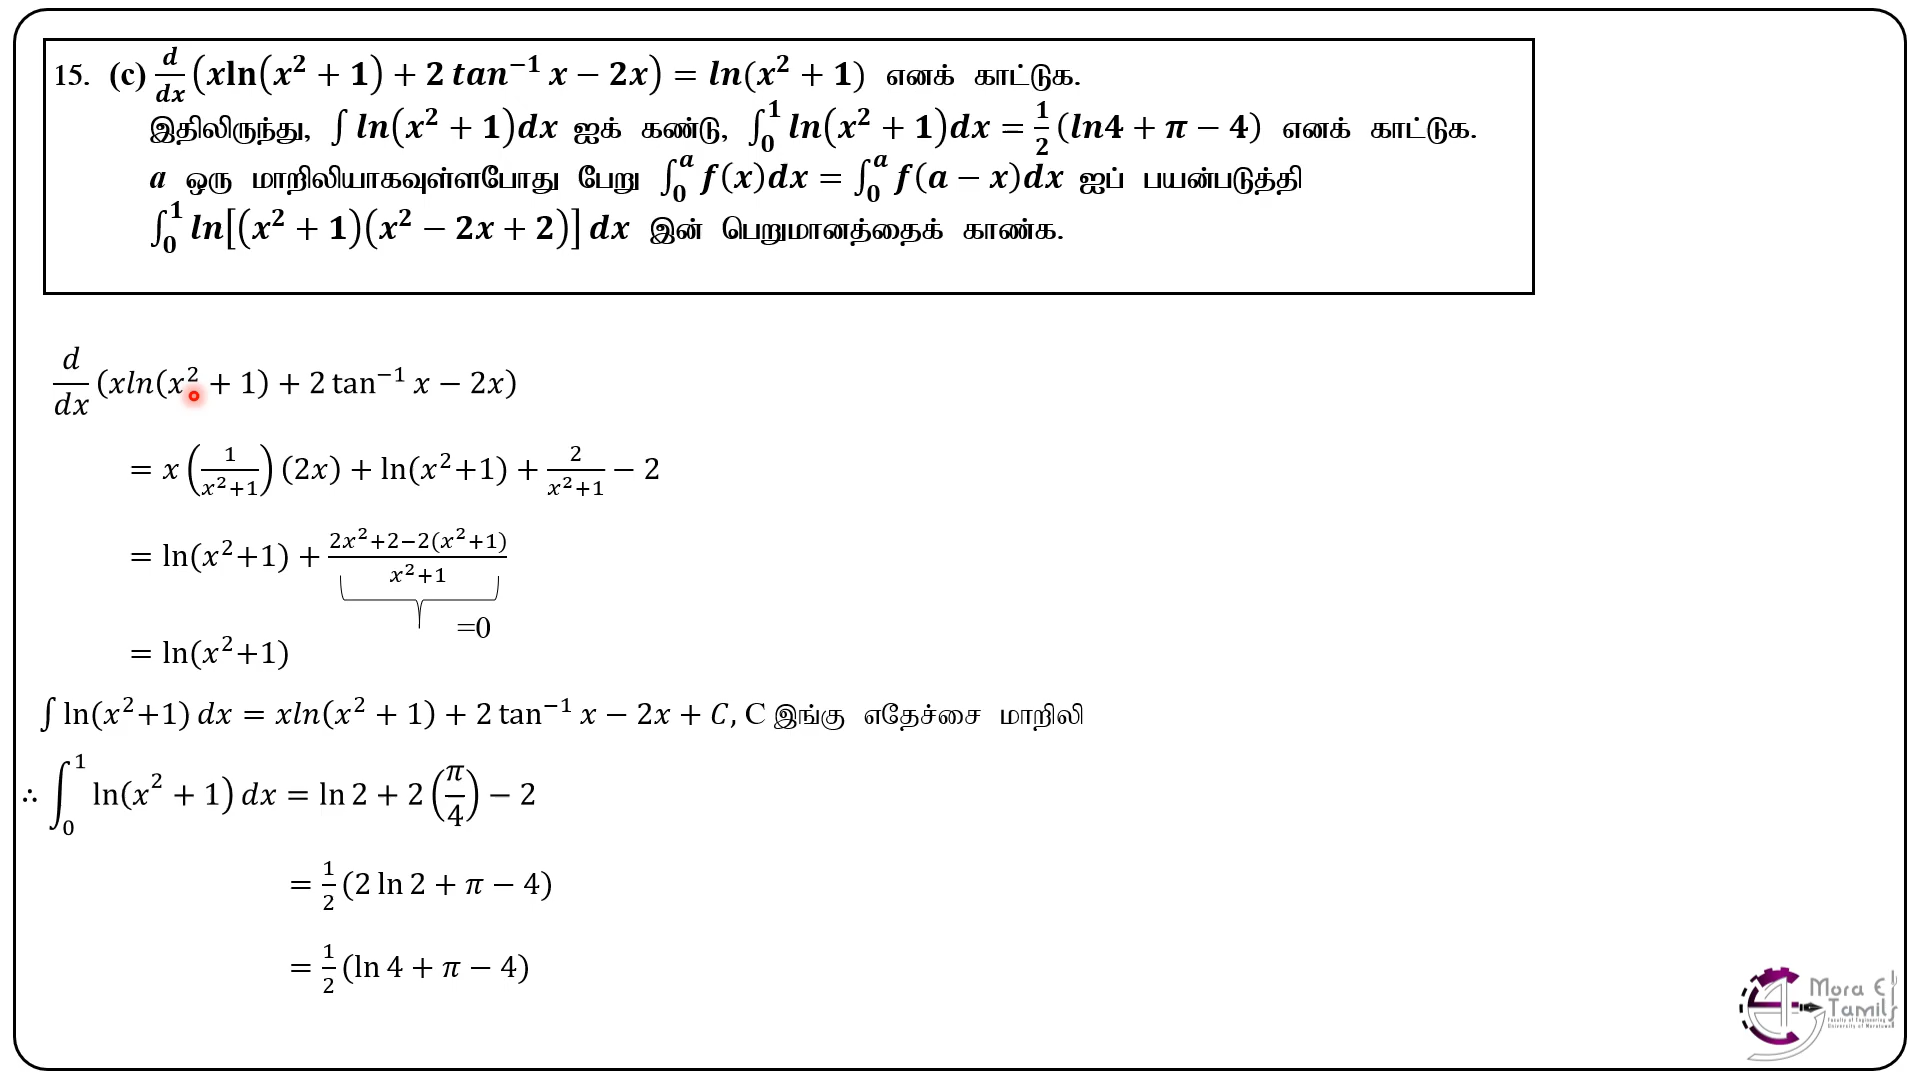 15. (c) d/dx (xln(x² + 1) + 2 tan⁻¹ x − 2x) = ln(x² + 1) எனக் காட்டுக.
இதிலிருந்து, ∫ ln(x² + 1)dx ஐக் கண்டு, ∫₀¹ ln(x² + 1)dx = 1/2 (ln4 + π − 4) எனக் காட்டுக.
a ஒரு மாறிலியாகவுள்ளபோது பேறு ∫₀ᵃ f(x)dx = ∫₀ᵃ f(a − x)dx ஐப் பயன்படுத்தி
∫₀¹ ln[(x² + 1)(x² − 2x + 2)] dx இன் பெறுமானத்தைக் காண்க.
d/dx (xln(x² + 1) + 2 tan⁻¹ x − 2x)
= x (1/(x²+1)) (2x) + ln(x²+1) + 2/(x²+1) − 2
= ln(x²+1) + (2x²+2−2(x²+1))/(x²+1)
=0
= ln(x²+1)
∫ ln(x²+1) dx = xln(x² + 1) + 2 tan⁻¹ x − 2x + C, C இங்கு எதேச்சை மாறிலி
∴ ∫₀¹ ln(x² + 1) dx = ln 2 + 2 (π/4) − 2
= 1/2 (2 ln 2 + π − 4)
= 1/2 (ln 4 + π − 4)
Mora E
Tamils
Faculty of Engineering
University of Moratuwa